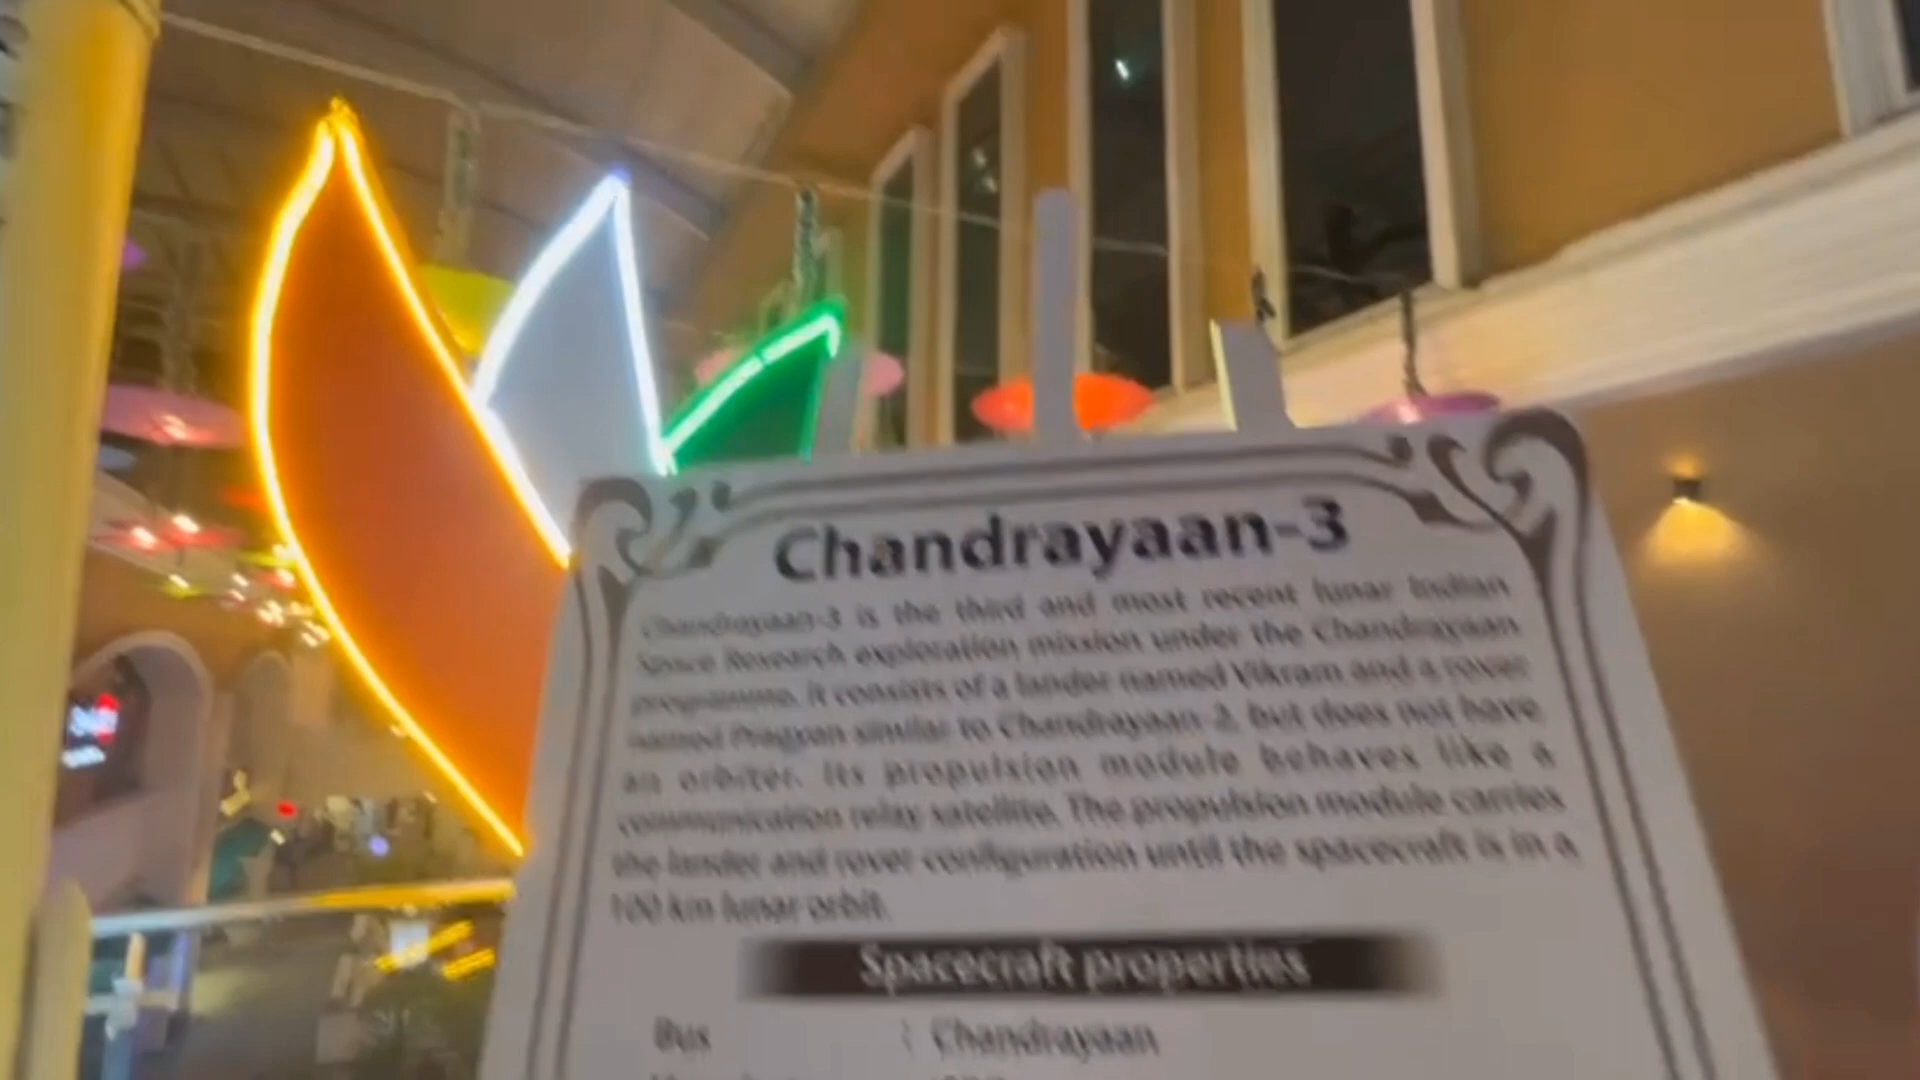 Chandrayaan-3
Chandrayaan-3 is the third and most recent lunar Indian
Space Research exploration mission under the Chandrayaan
programme. It consists of a lander named Vikram and a rover
named Pragyan similar to Chandrayaan-2, but does not have
an orbiter. Its propulsion module behaves like a
communication relay satellite. The propulsion module carries
the lander and rover configuration until the spacecraft is in a
100 km lunar orbit.
Spacecraft properties
Bus : Chandrayaan